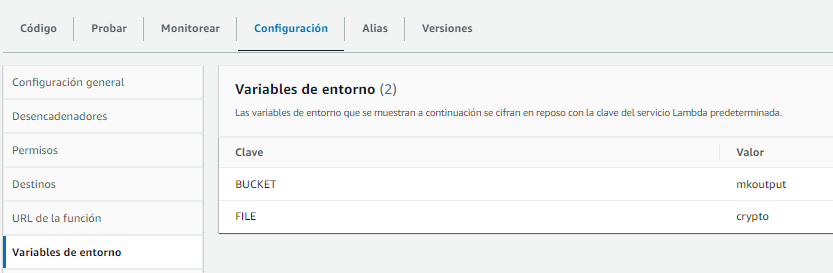 Código Probar Monitorear Configuración Alias Versiones
Configuración general
Desencadenadores
Permisos
Destinos
URL de la función
Variables de entorno
Variables de entorno (2)
Las variables de entorno que se muestran a continuación se cifran en reposo con la clave del servicio Lambda predeterminada.
Clave Valor
BUCKET mkoutput
FILE crypto